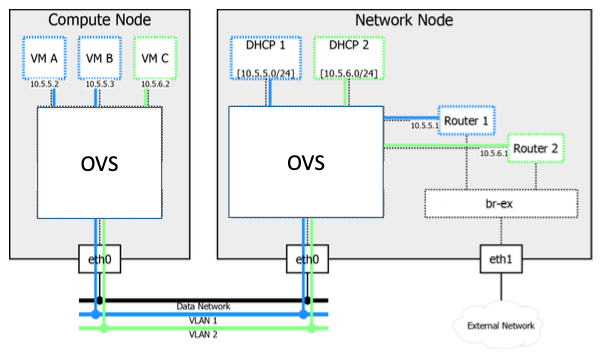 Compute Node
VM A
VM B
VM C
10.5.5.2
10.5.5.3
10.5.6.2
OVS
eth0
Network Node
DHCP 1
[10.5.5.0/24]
DHCP 2
[10.5.6.0/24]
OVS
10.5.5.1
Router 1
10.5.6.1
Router 2
br-ex
eth0
eth1
Data Network
VLAN 1
VLAN 2
External Network